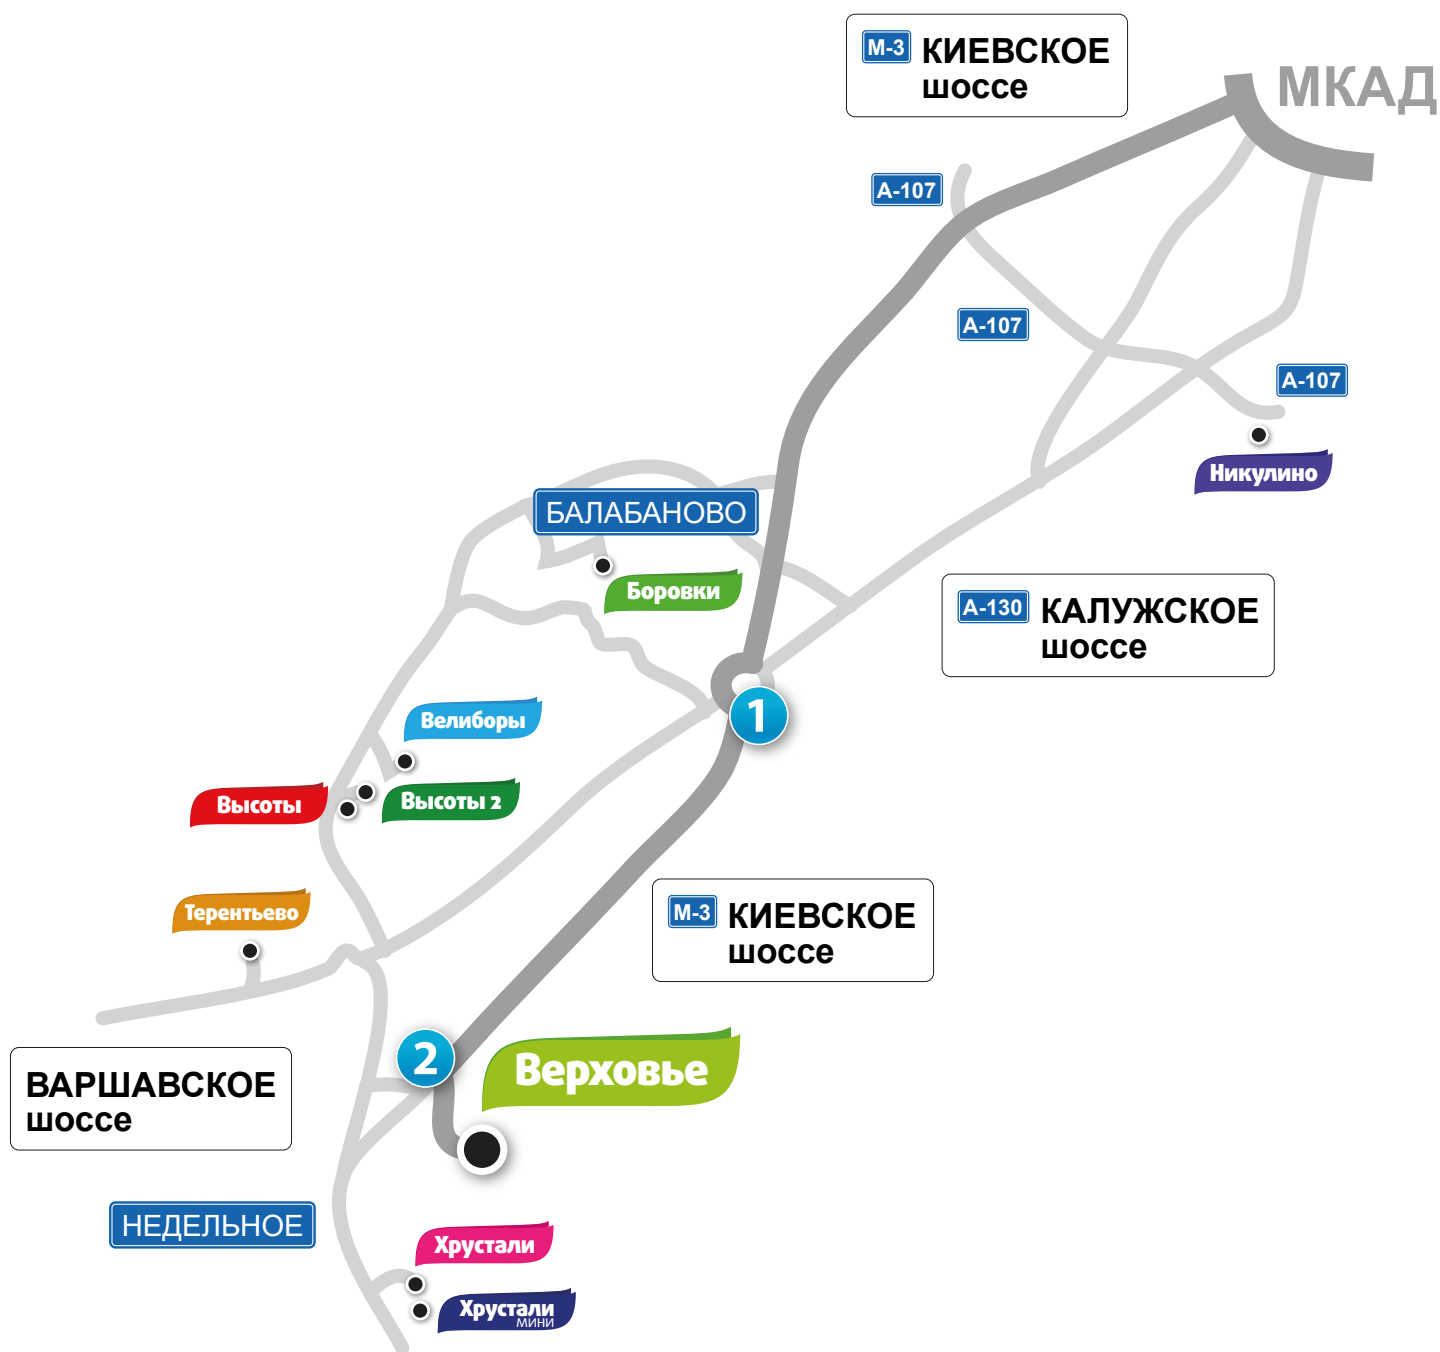 М-3 КИЕВСКОЕ
шоссе
МКАД
А-107
А-107
А-107
Никулино
БАЛАБАНОВО
Боровки
А-130 КАЛУЖСКОЕ
шоссе
Велиборы
1
Высоты
Высоты 2
Терентьево
М-3 КИЕВСКОЕ
шоссе
2
Верховье
ВАРШАВСКОЕ
шоссе
НЕДЕЛЬНОЕ
Хрустали
Хрустали
МИНИ